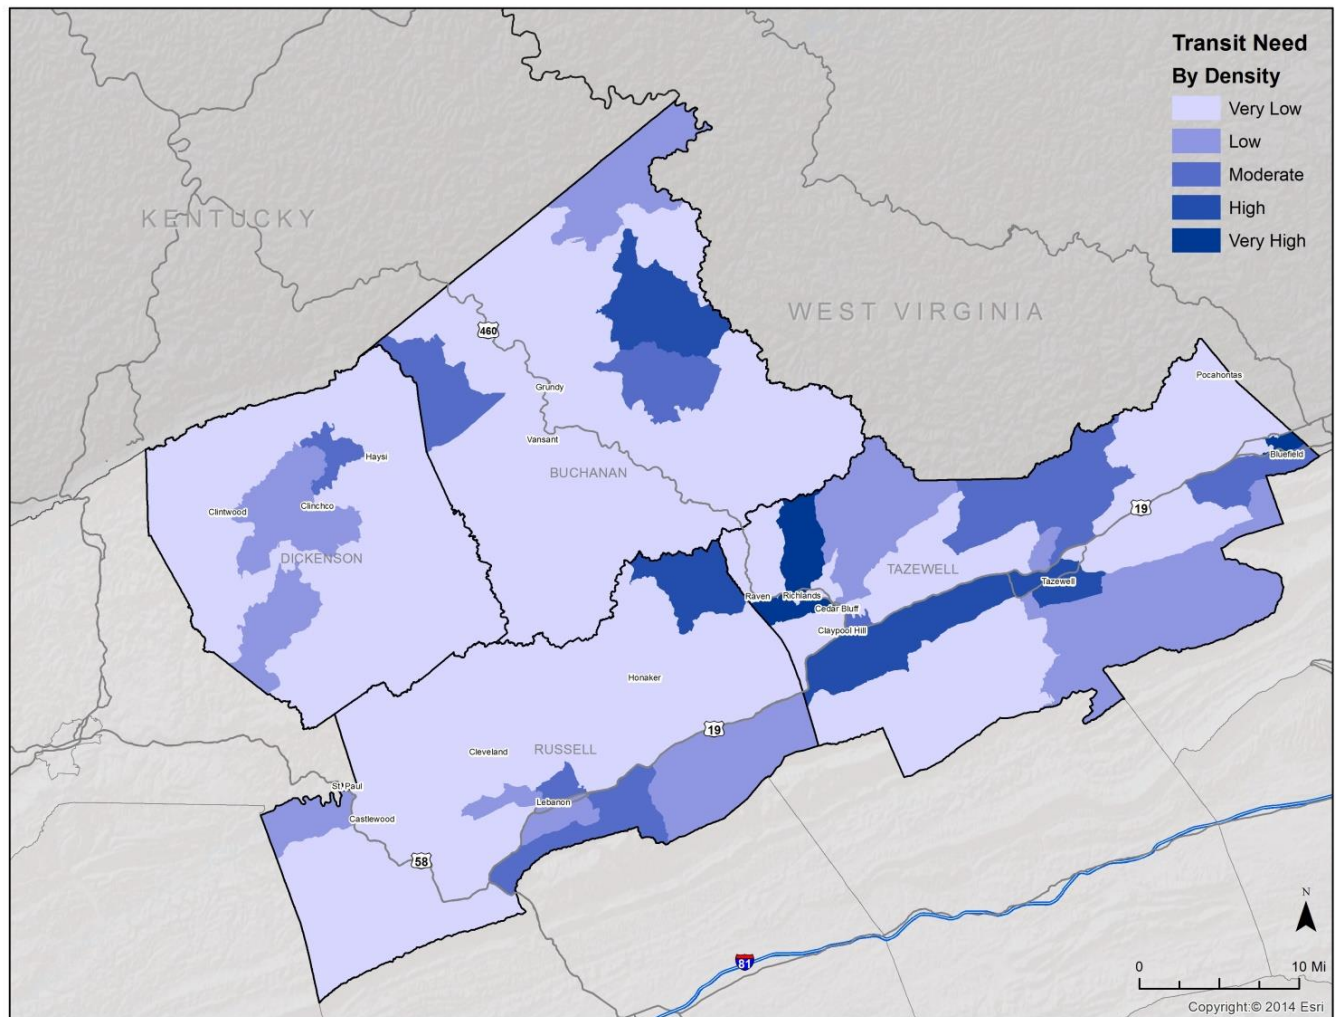 Transit Need
By Density
Very Low
Low
Moderate
High
Very High
KENTUCKY
WEST VIRGINIA
460
Pocahontas
Grundy
Vansant
Bluefield
Haysi
BUCHANAN
Clinchco
Clintwood
19
DICKENSON
TAZEWELL
Tazewell
Raven
Richlands
Cedar Bluff
Claypool Hill
Honaker
19
Cleveland
RUSSELL
St. Paul
Lebanon
Castlewood
58
N
81
0 10 Mi
Copyright:© 2014 Esri